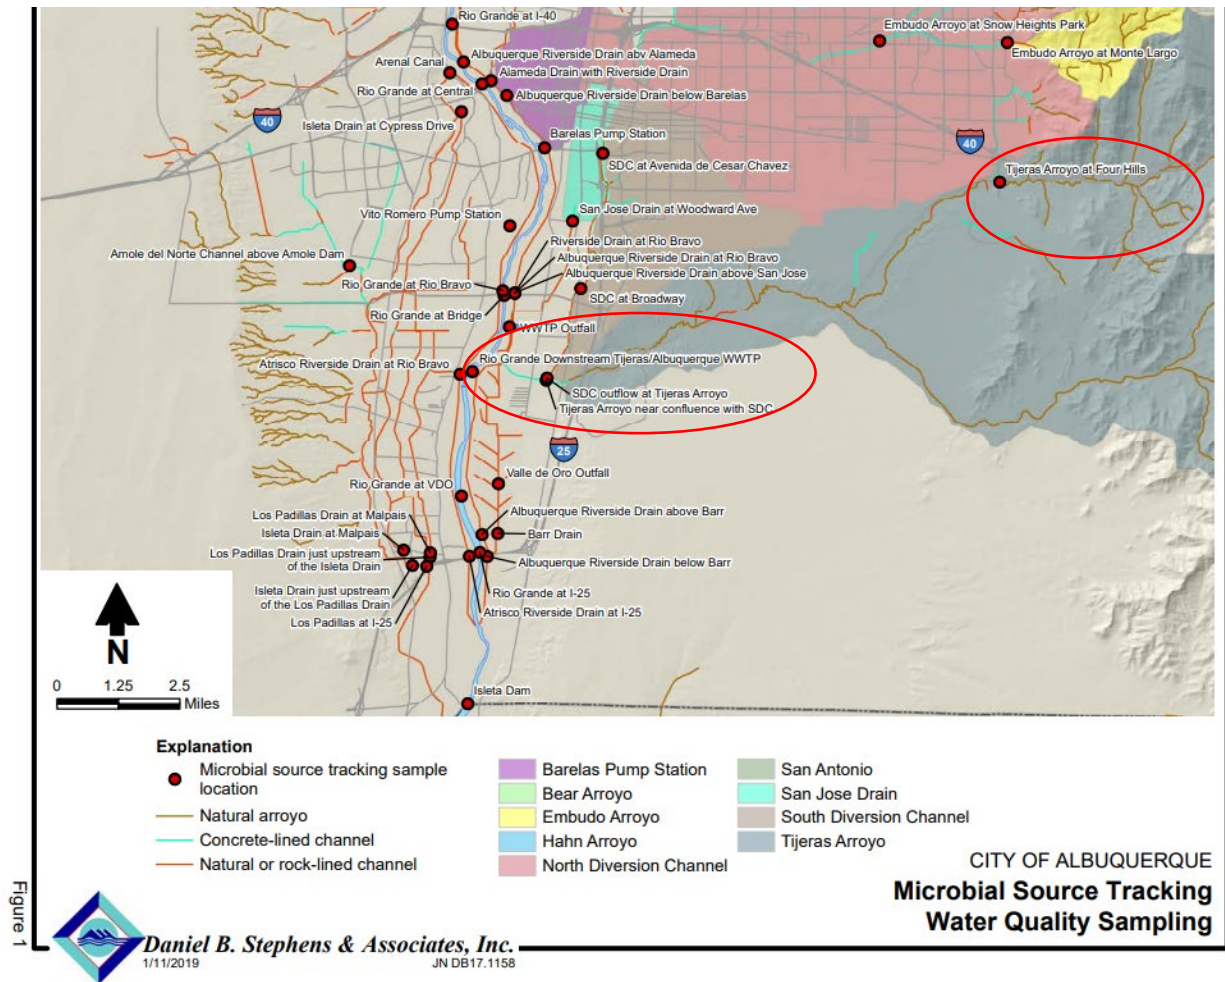 Rio Grande at I-40
Embudo Arroyo at Snow Heights Park
Albuquerque Riverside Drain abv Alameda
Embudo Arroyo at Monte Largo
Arenal Canal
Alameda Drain with Riverside Drain
Rio Grande at Central
Albuquerque Riverside Drain below Barelas
40
Isleta Drain at Cypress Drive
Barelas Pump Station
40
SDC at Avenida de Cesar Chavez
Tijeras Arroyo at Four Hills
Vito Romero Pump Station
San Jose Drain at Woodward Ave
Riverside Drain at Rio Bravo
Amole del Norte Channel above Amole Dam
Albuquerque Riverside Drain at Rio Bravo
Albuquerque Riverside Drain above San Jose
Rio Grande at Rio Bravo
SDC at Broadway
Rio Grande at Bridge
WWTP Outfall
Atrisco Riverside Drain at Rio Bravo
Rio Grande Downstream Tijeras/Albuquerque WWTP
SDC outflow at Tijeras Arroyo
Tijeras Arroyo near confluence with SDC
25
Valle de Oro Outfall
Rio Grande at VDO
Los Padillas Drain at Malpais
Albuquerque Riverside Drain above Barr
Isleta Drain at Malpais
Barr Drain
Los Padillas Drain just upstream
of the Isleta Drain
Albuquerque Riverside Drain below Barr
Isleta Drain just upstream
of the Los Padillas Drain
Rio Grande at I-25
Los Padillas at I-25
Atrisco Riverside Drain at I-25
N
0 1.25 2.5
Miles
Isleta Dam
Explanation
Microbial source tracking sample
location
Natural arroyo
Concrete-lined channel
Natural or rock-lined channel
Barelas Pump Station
Bear Arroyo
Embudo Arroyo
Hahn Arroyo
North Diversion Channel
San Antonio
San Jose Drain
South Diversion Channel
Tijeras Arroyo
CITY OF ALBUQUERQUE
Microbial Source Tracking
Water Quality Sampling
Figure 1
Daniel B. Stephens & Associates, Inc.
1/11/2019 JN DB17.1158